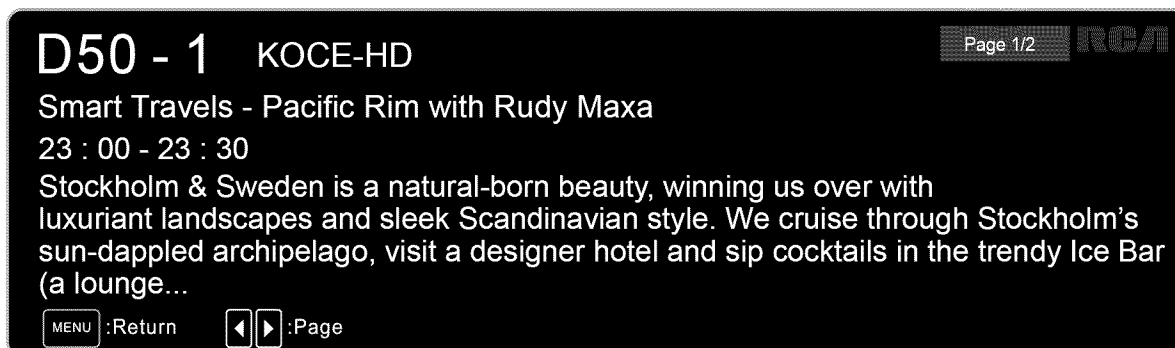 D50 - 1 KOCE-HD Page 1/2 RCA
Smart Travels - Pacific Rim with Rudy Maxa
23 : 00 - 23 : 30
Stockholm & Sweden is a natural-born beauty, winning us over with
luxuriant landscapes and sleek Scandinavian style. We cruise through Stockholm's
sun-dappled archipelago, visit a designer hotel and sip cocktails in the trendy Ice Bar
(a lounge...
MENU :Return :Page